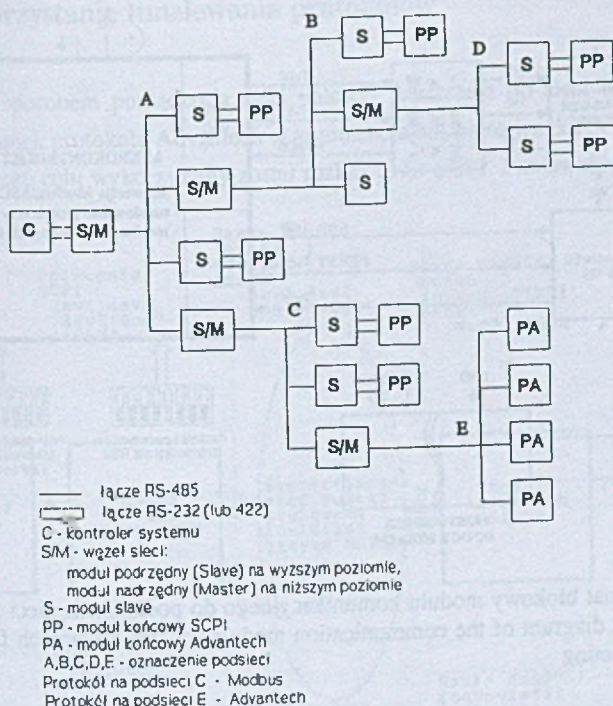 B
S PP
D
S PP
A
S PP
S/M
S PP
S/M
S
C S/M
S PP
C
S PP
PA
S/M
S PP
PA
S/M
E
PA
PA
łącze RS-485
łącze RS-232 (lub 422)
C - kontroler systemu
S/M - węzeł sieci:
moduł podrzędny (Slave) na wyższym poziomie,
moduł nadrzędny (Master) na niższym poziomie
S - moduł slave
PP - moduł końcowy SCPI
PA - moduł końcowy Advantech
A,B,C,D,E - oznaczenie podsieci
Protokół na podsieci C - Modbus
Protokół na podsieci E - Advantech